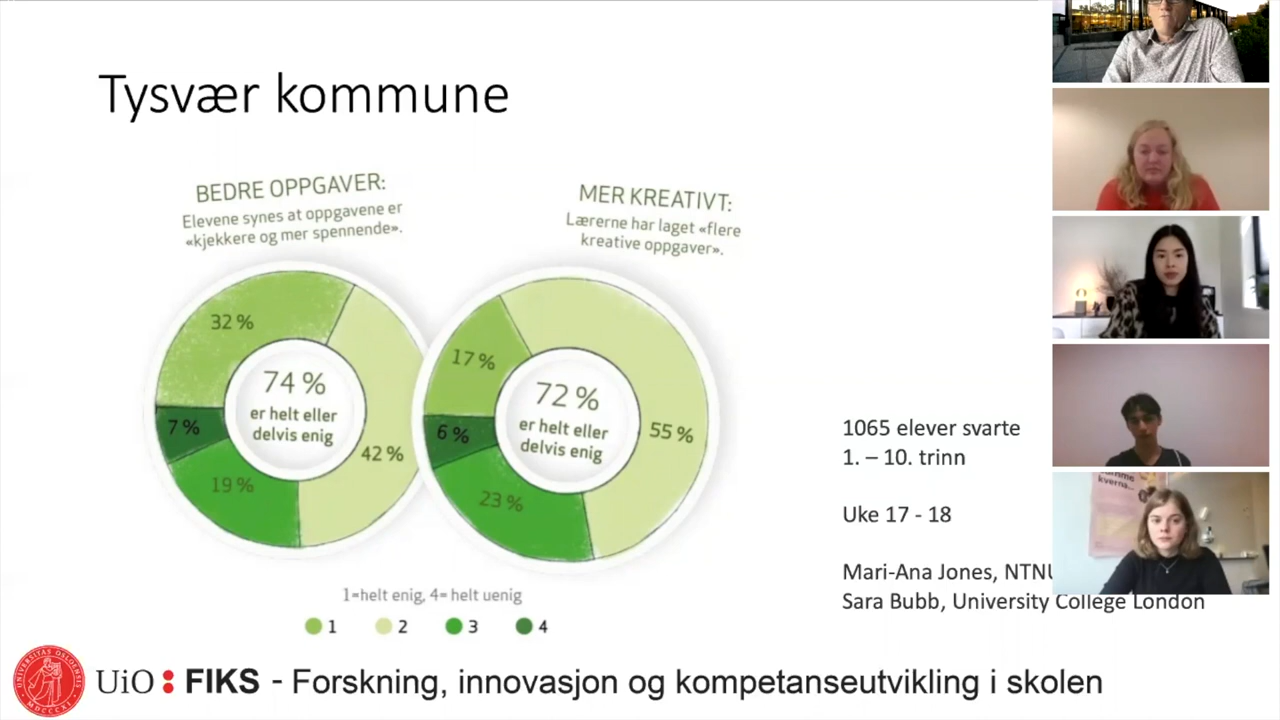 Tysvær kommune
BEDRE OPPGAVER:
Elevene synes at oppgavene er
«kjekkere og mer spennende».
32 %
74 %
er helt eller
delvis enig
7 %
42 %
19 %
MER KREATIVT:
Lærerne har laget «flere
kreative oppgaver».
17 %
72 %
er helt eller
delvis enig
6 %
55 %
23 %
1=helt enig, 4= helt uenig
1 2 3 4
1065 elever svarte
1. – 10. trinn
Uke 17 - 18
Mari-Ana Jones, NTNU
Sara Bubb, University College London
kverna...
UNIVERSITAS OSLOENSIS
MDCCCXI
UiO : FIKS - Forskning, innovasjon og kompetanseutvikling i skolen